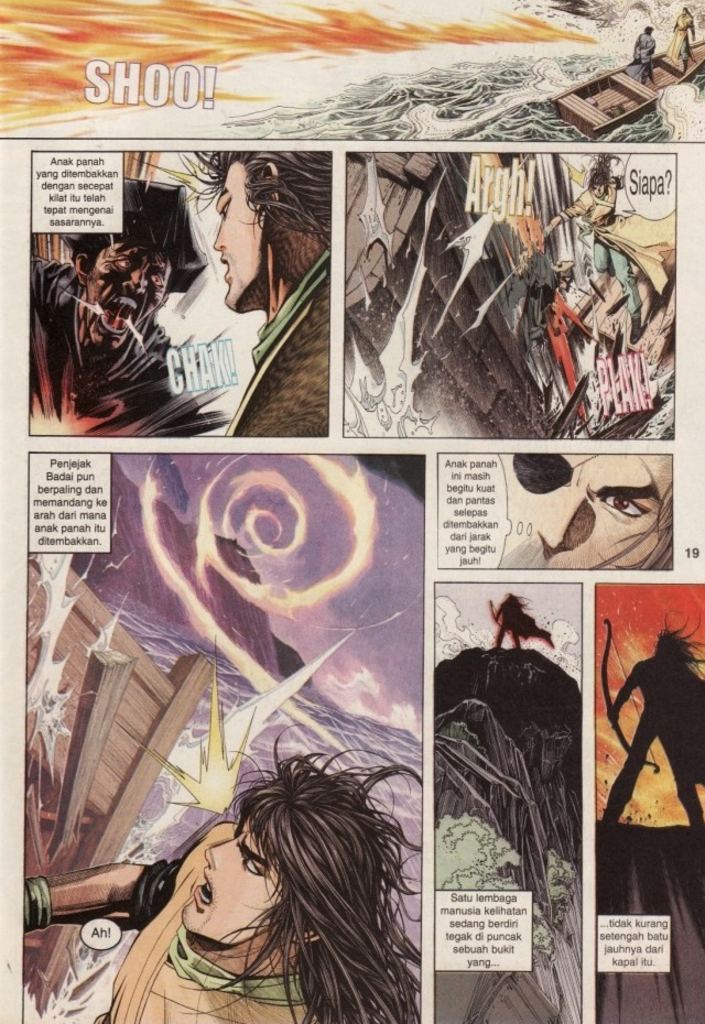 SHOO!
Anak panah
yang ditembakkan
dengan secepat
kilat itu telah
tepat mengenai
sasarannya.
CHAK!
Argh!
Siapa?
PLAK!
Penjejak
Badai pun
berpaling dan
memandang ke
arah dari mana
anak panah itu
ditembakkan.
Ah!
Anak panah
ini masih
begitu kuat
dan pantas
selepas
ditembakkan
dari jarak
yang begitu
jauh!
19
Satu lembaga
manusia kelihatan
sedang berdiri
tegak di puncak
sebuah bukit
yang...
...tidak kurang
setengah batu
jauhnya dari
kapal itu.